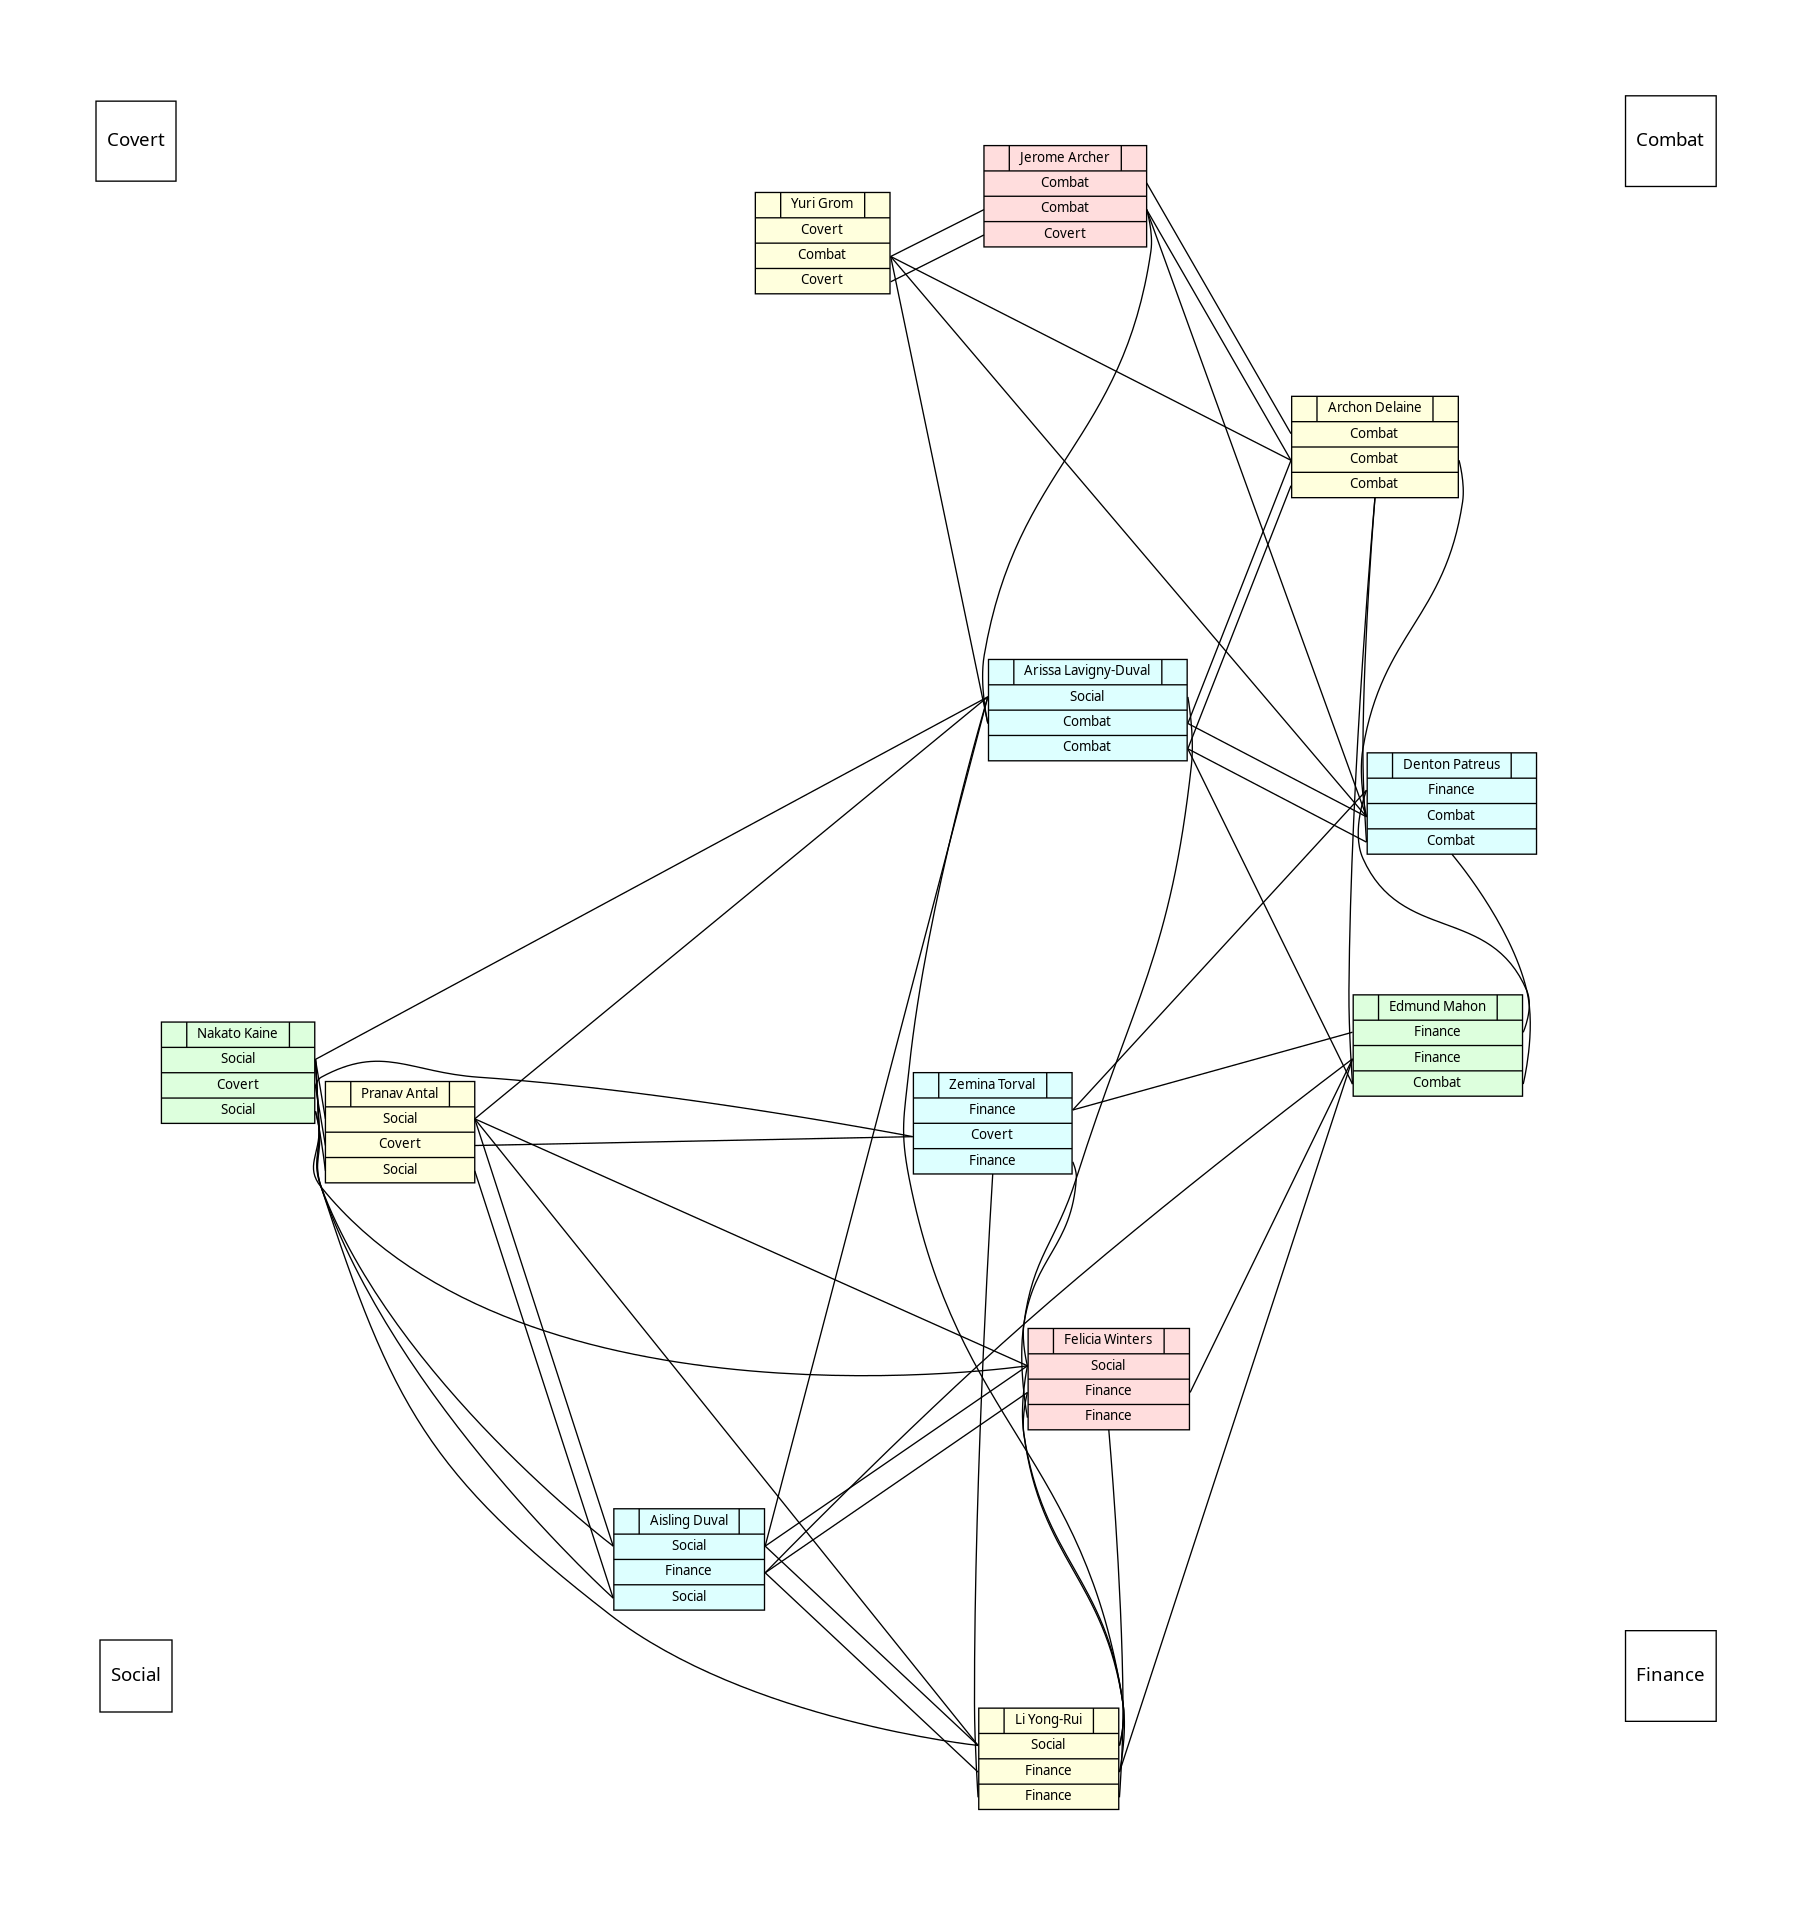 Covert
Combat
Jerome Archer
Combat
Combat
Covert
Yuri Grom
Covert
Combat
Covert
Archon Delaine
Combat
Combat
Combat
Arissa Lavigny-Duval
Social
Combat
Combat
Denton Patreus
Finance
Combat
Combat
Edmund Mahon
Finance
Finance
Combat
Nakato Kaine
Social
Covert
Social
Pranav Antal
Social
Covert
Social
Zemina Torval
Finance
Covert
Finance
Felicia Winters
Social
Finance
Finance
Aisling Duval
Social
Finance
Social
Social
Finance
Li Yong-Rui
Social
Finance
Finance